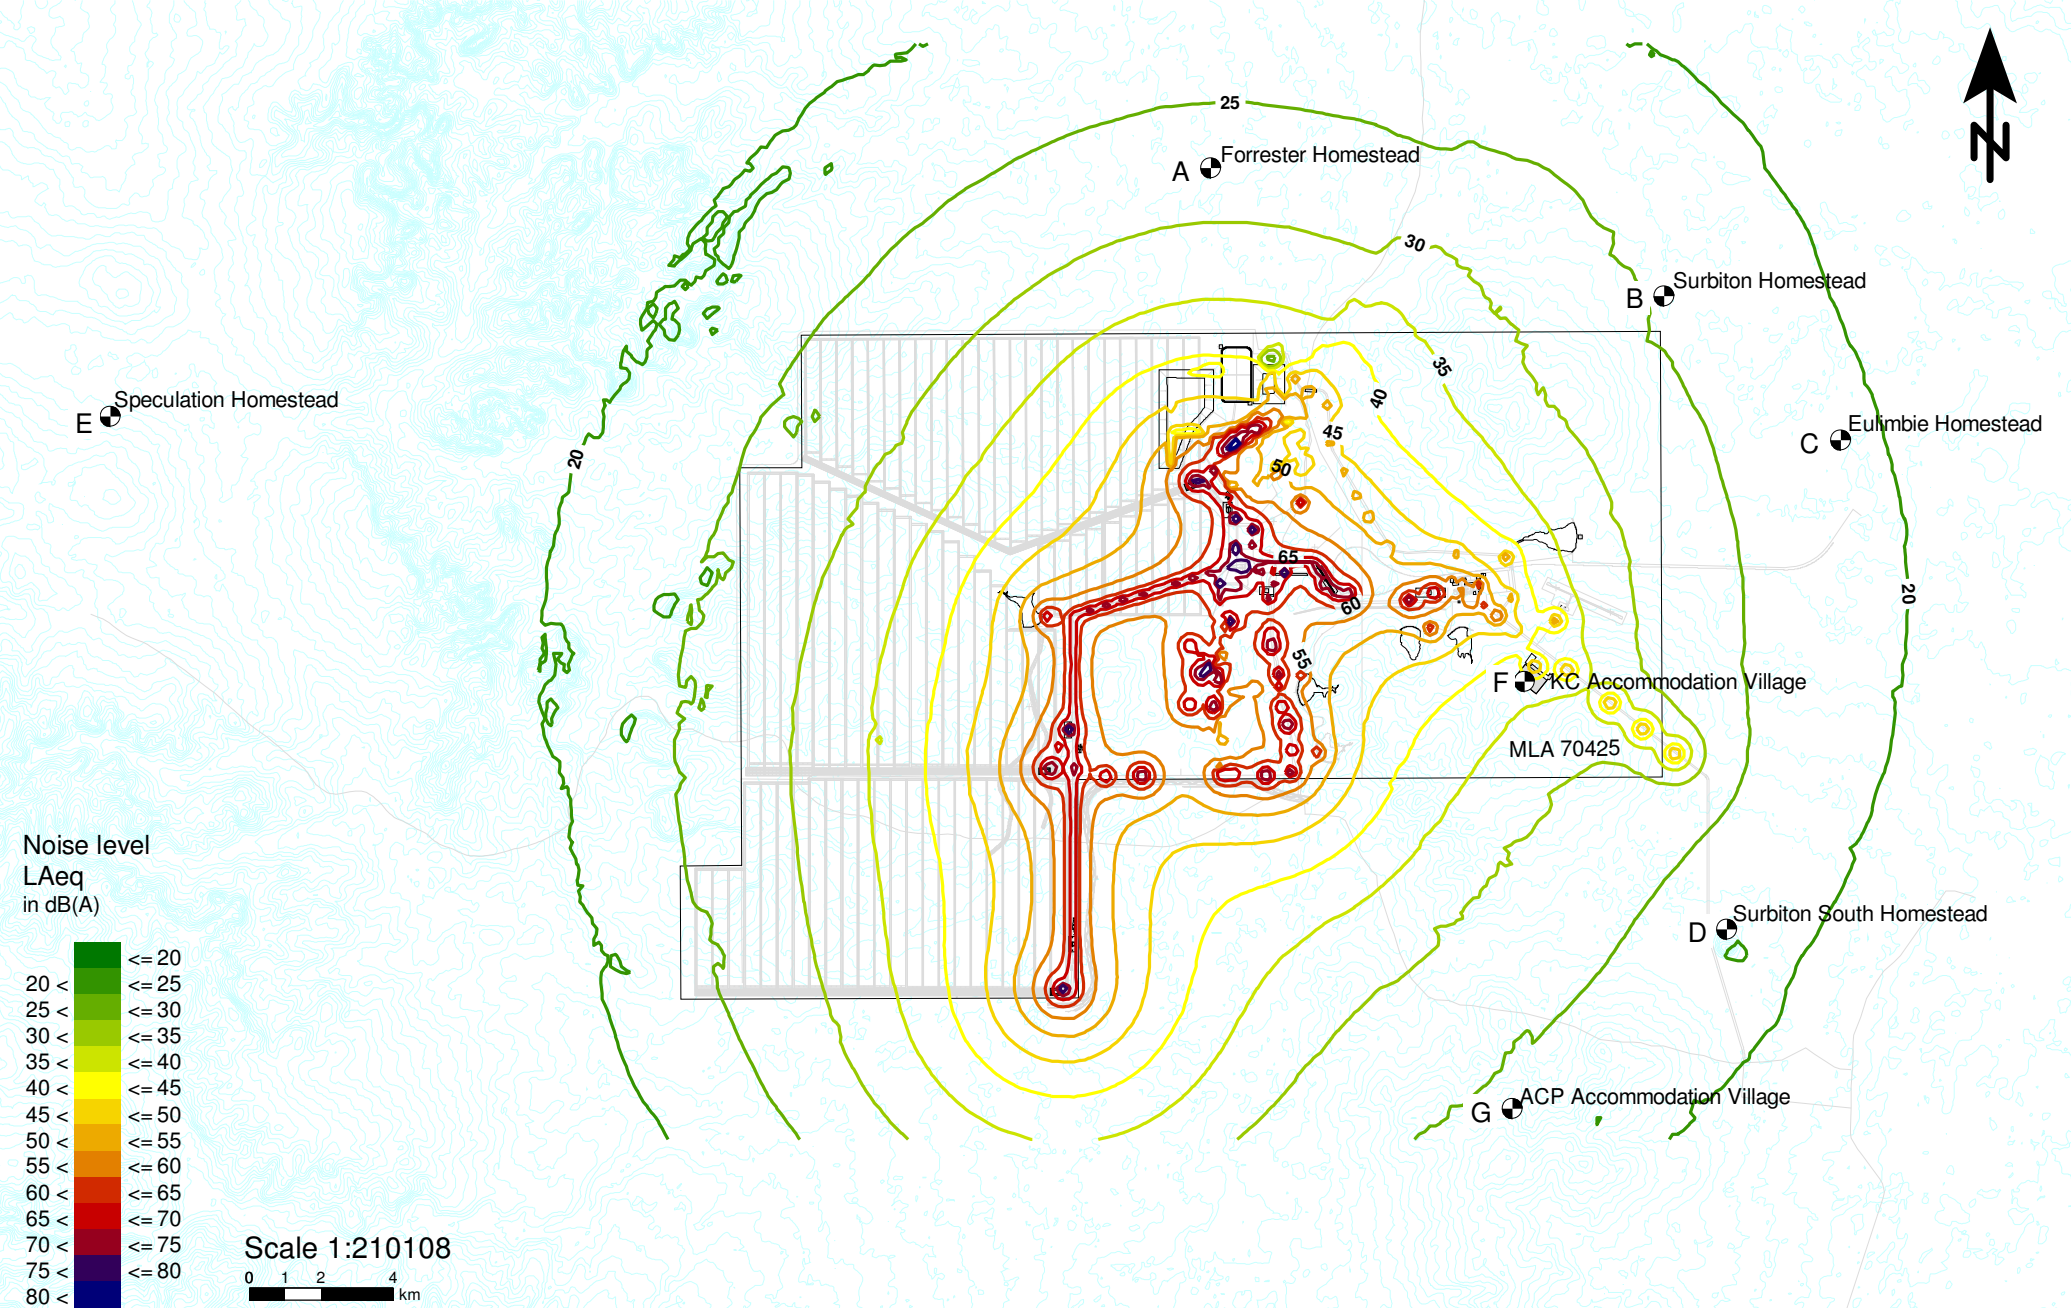 25
A
Forrester Homestead
N
30
B
Surbiton Homestead
35
40
E
Speculation Homestead
C
Eulimbie Homestead
45
20
50
65
20
60
55
F
KC Accommodation Village
MLA 70425
Noise level
LAeq
in dB(A)
D
Surbiton South Homestead
<= 20
20 < <= 25
25 < <= 30
30 < <= 35
35 < <= 40
40 < <= 45
45 < <= 50
50 < <= 55
55 < <= 60
60 < <= 65
65 < <= 70
70 < <= 75
75 < <= 80
80 <
G
ACP Accommodation Village
Scale 1:210108
0 1 2 4
km